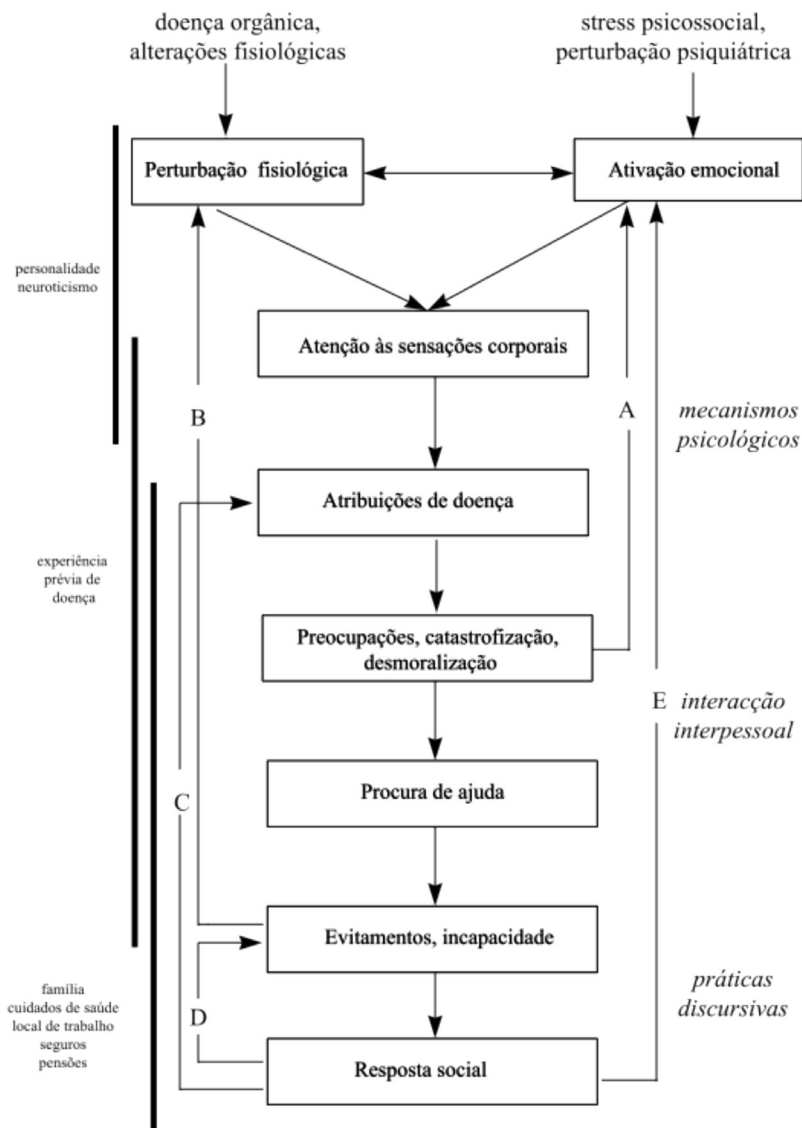 doença orgânica,
alterações fisiológicas
stress psicossocial,
perturbação psiquiátrica
Perturbação fisiológica
Ativação emocional
personalidade
neuroticismo
Atenção às sensações corporais
B
A
mecanismos
psicológicos
Atribuições de doença
experiência
prévia de
doença
Preocupações, catastrofização,
desmoralização
E
interacção
interpessoal
Procura de ajuda
C
Evitamentos, incapacidade
família
cuidados de saúde
local de trabalho
seguros
pensões
D
práticas
discursivas
Resposta social